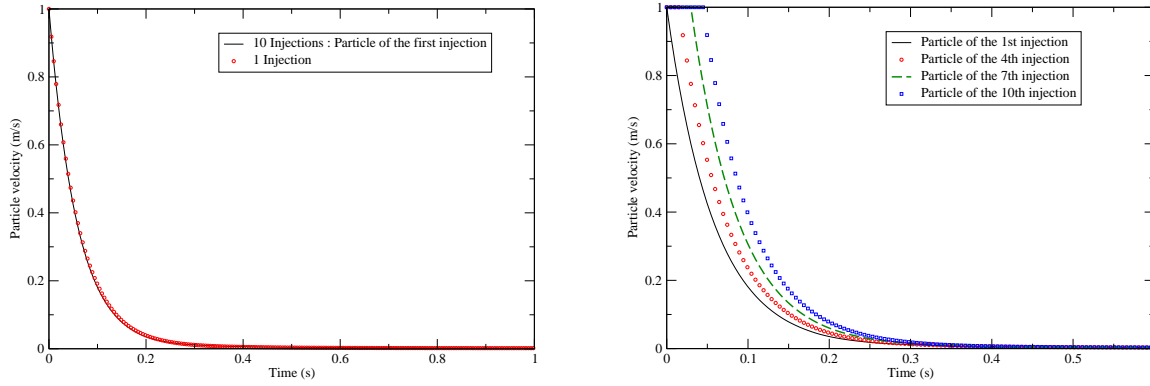 1
0.8
0.6
0.4
0.2
0
Particle velocity (m/s)
10 Injections : Particle of the first injection
1 Injection
0 0.2 0.4 0.6 0.8 1
Time (s)
1
0.8
0.6
0.4
0.2
0
Particle velocity (m/s)
Particle of the 1st injection
Particle of the 4th injection
Particle of the 7th injection
Particle of the 10th injection
0 0.1 0.2 0.3 0.4 0.5
Time (s)